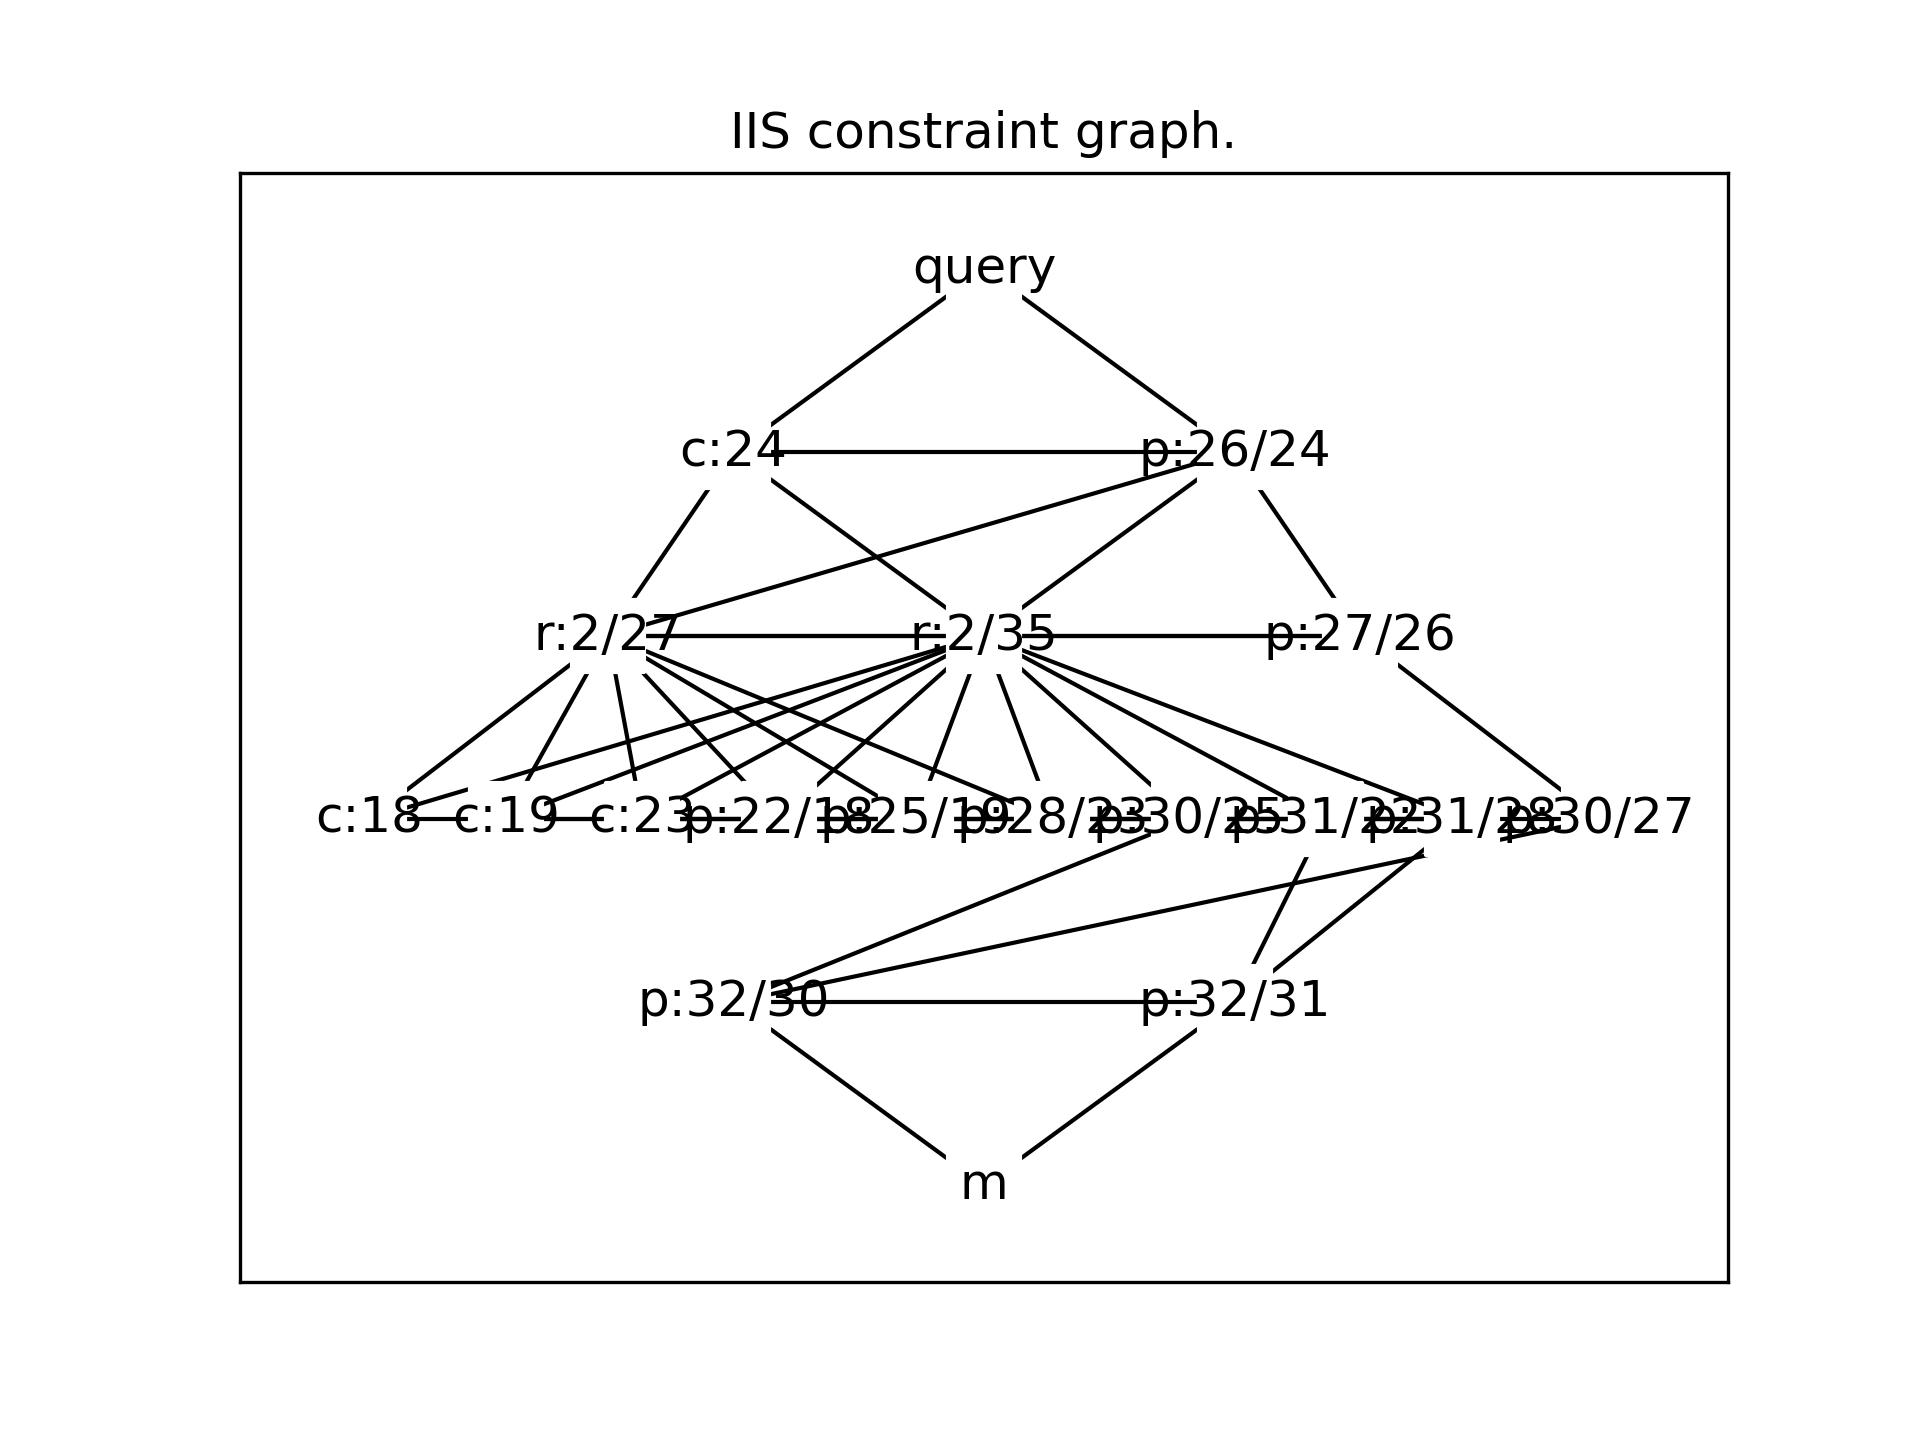 IIS constraint graph.
query
c:24 p:26/24
r:2/27 r:2/35 p:27/26
c:18 c:19 c:23 p:22/18 p:25/19 p:28/23 p:30/25 p:31/22 p:31/28 p:30/27
p:32/30 p:32/31
m